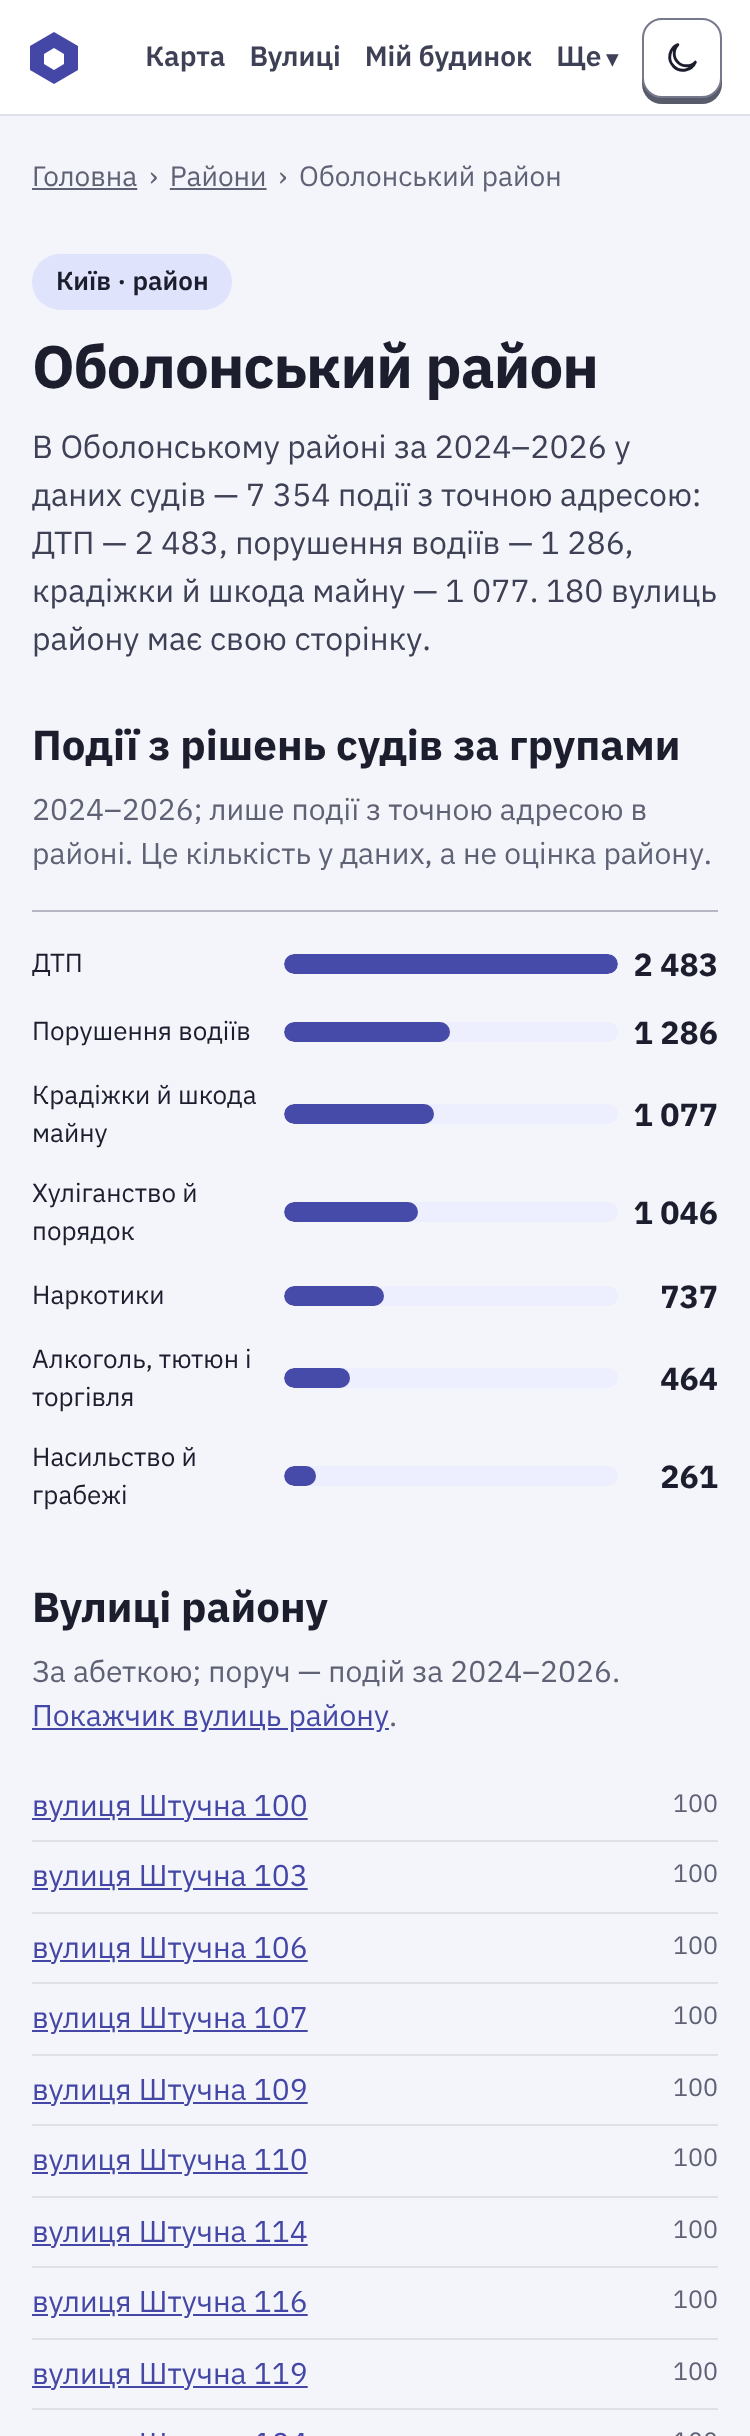 Карта Вулиці Мій будинок Ще ▾
Головна › Райони › Оболонський район
Київ · район
Оболонський район
В Оболонському районі за 2024–2026 у
даних судів — 7 354 події з точною адресою:
ДТП — 2 483, порушення водіїв — 1 286,
крадіжки й шкода майну — 1 077. 180 вулиць
району має свою сторінку.
Події з рішень судів за групами
2024–2026; лише події з точною адресою в
районі. Це кількість у даних, а не оцінка району.
ДТП 2 483
Порушення водіїв 1 286
Крадіжки й шкода
майну 1 077
Хуліганство й
порядок 1 046
Наркотики 737
Алкоголь, тютюн і
торгівля 464
Насильство й
грабежі 261
Вулиці району
За абеткою; поруч — подій за 2024–2026.
Покажчик вулиць району.
вулиця Штучна 100 100
вулиця Штучна 103 100
вулиця Штучна 106 100
вулиця Штучна 107 100
вулиця Штучна 109 100
вулиця Штучна 110 100
вулиця Штучна 114 100
вулиця Штучна 116 100
вулиця Штучна 119 100